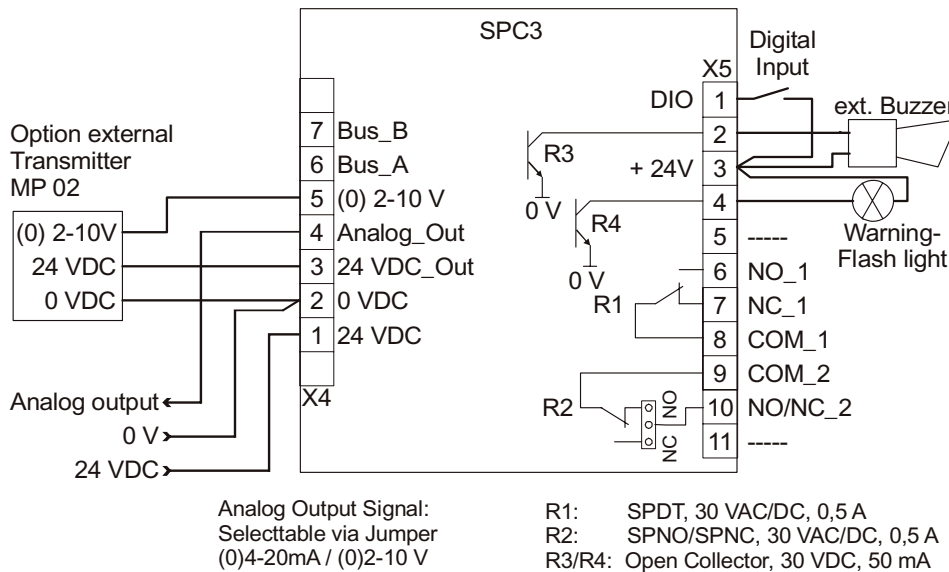 SPC3
Digital
Input
X5
DIO 1
ext. Buzzer
2
R3
+ 24V 3
0 V
4
R4
0 V
Warning-
Flash light
5 -----
6 NO_1
R1
7 NC_1
8 COM_1
9 COM_2
R2
NO
10 NO/NC_2
NC
11 -----
Option external
Transmitter
MP 02
(0) 2-10V
24 VDC
0 VDC
7 Bus_B
6 Bus_A
5 (0) 2-10 V
4 Analog_Out
3 24 VDC_Out
2 0 VDC
1 24 VDC
X4
Analog output
0 V
24 VDC
Analog Output Signal:
Selecttable via Jumper
(0)4-20mA / (0)2-10 V
R1: SPDT, 30 VAC/DC, 0,5 A
R2: SPNO/SPNC, 30 VAC/DC, 0,5 A
R3/R4: Open Collector, 30 VDC, 50 mA